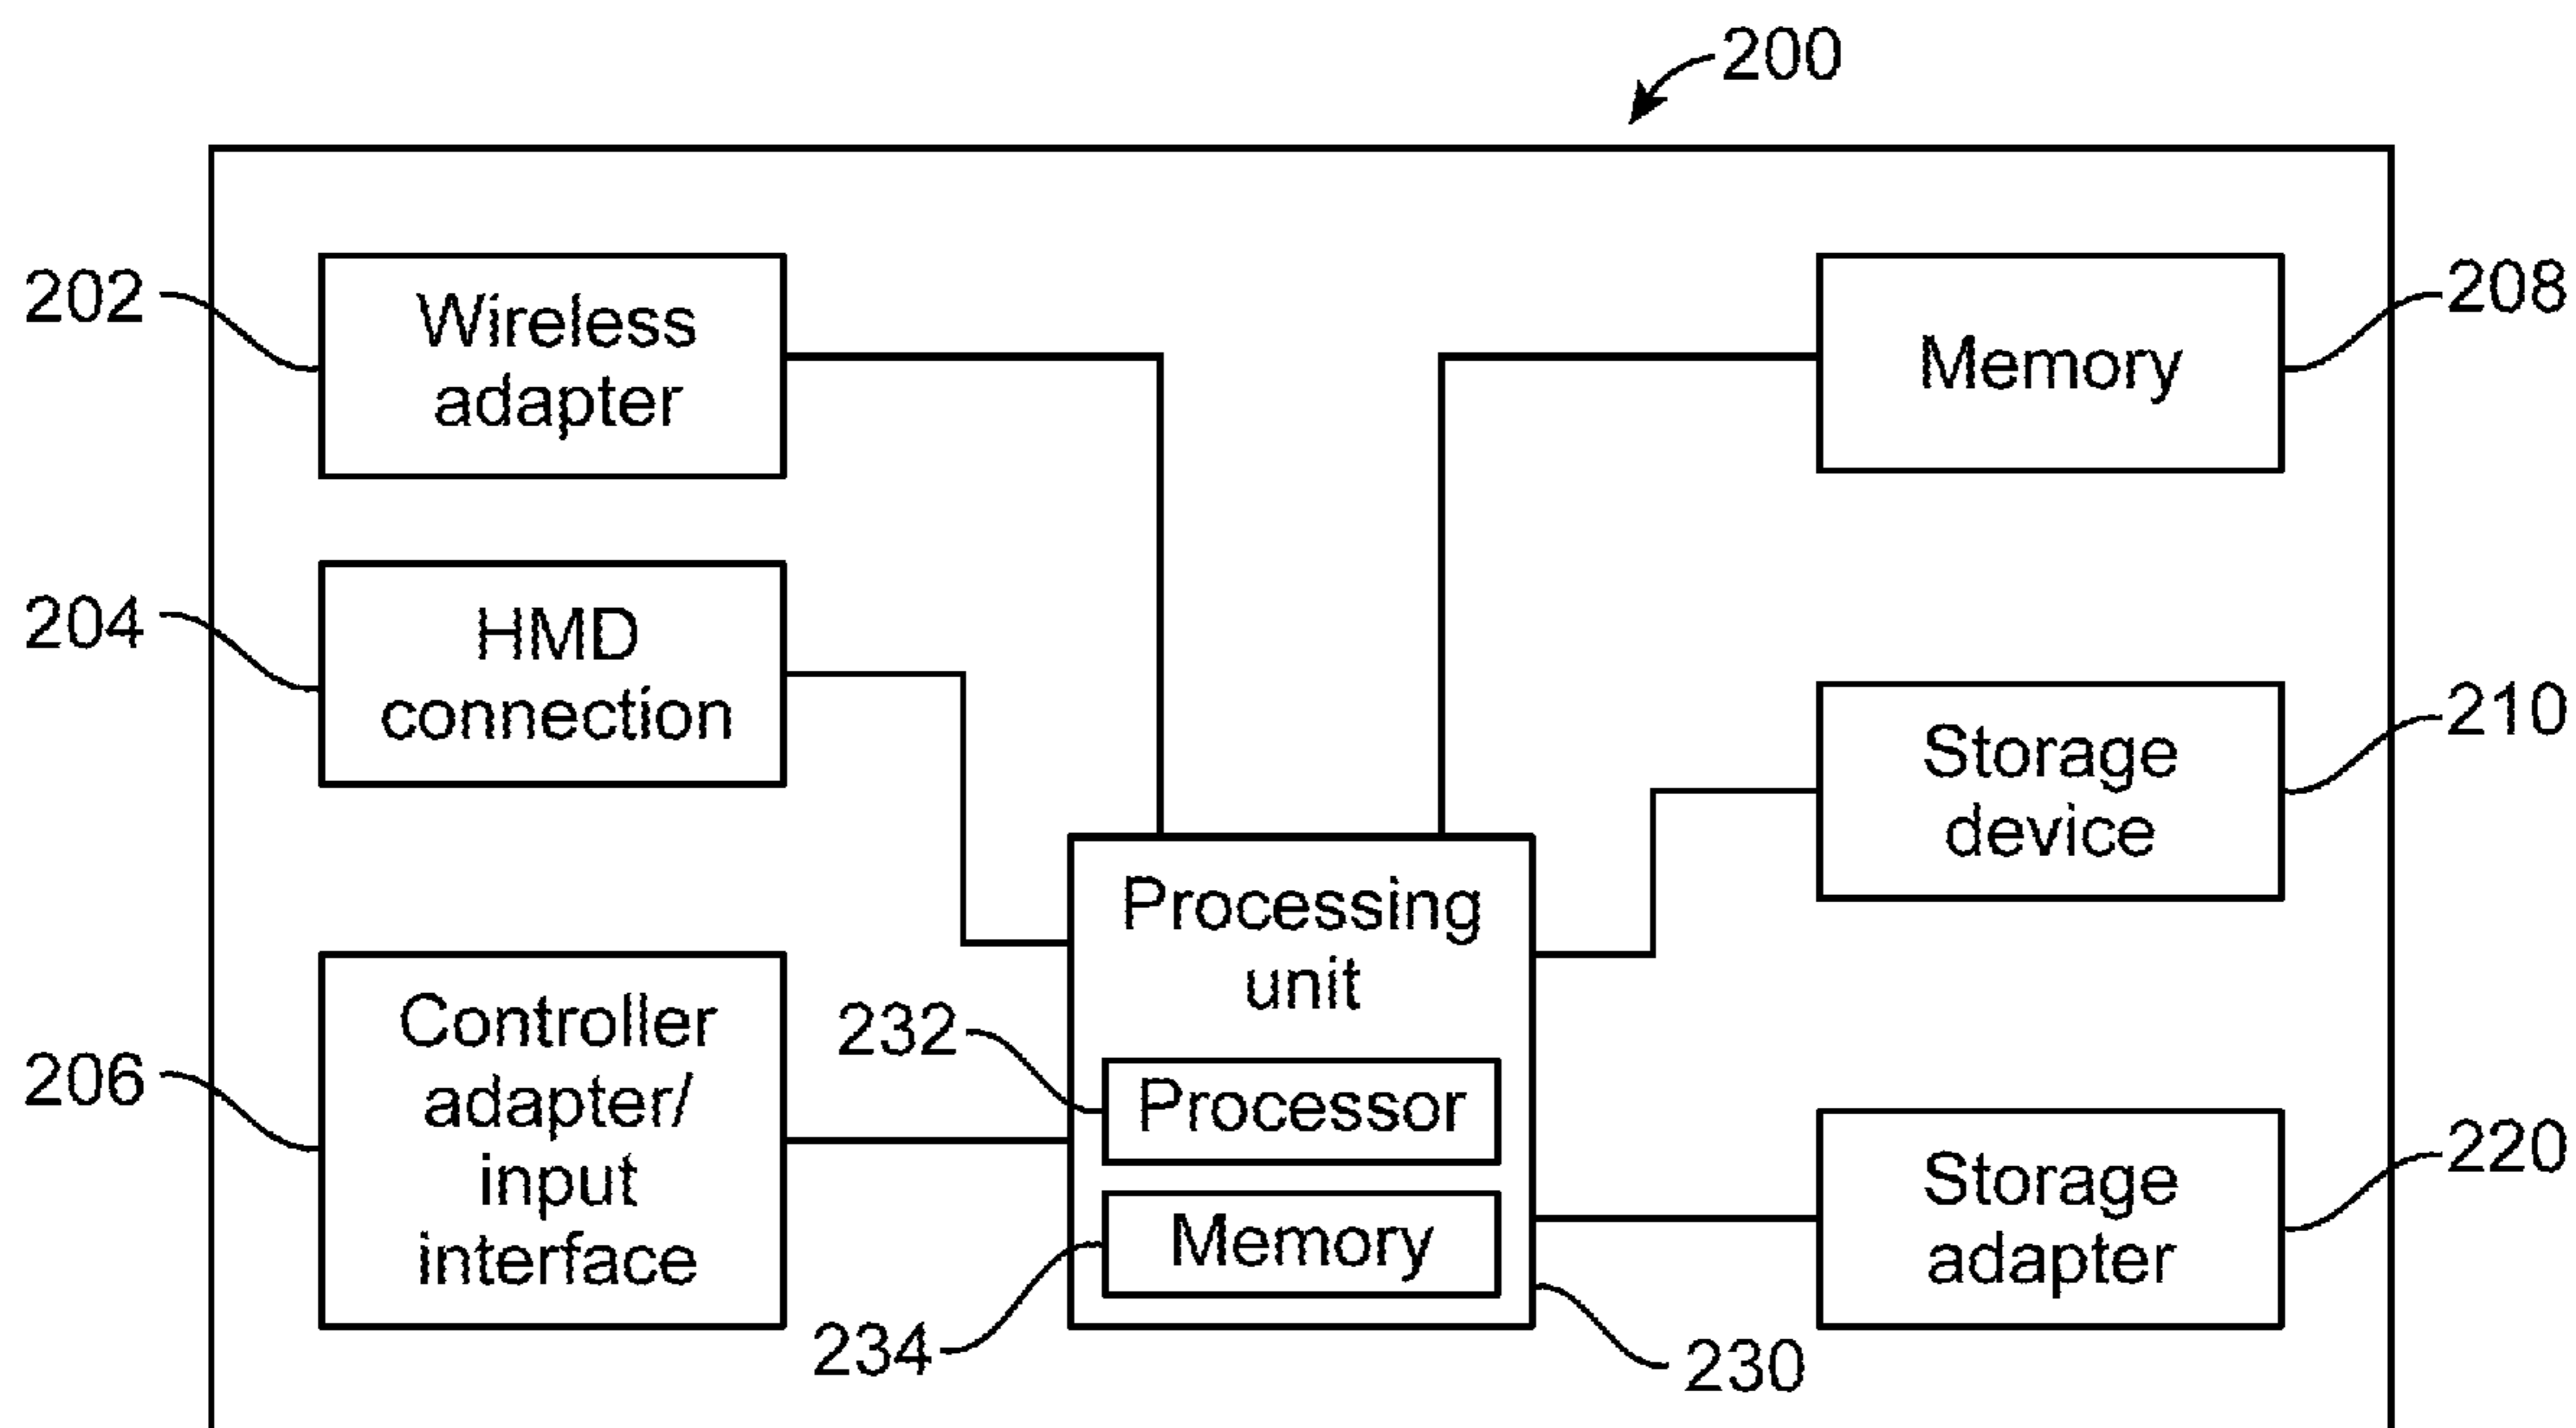 200
202
Wireless
adapter
Memory
208
204
HMD
connection
Storage
device
210
206
Controller
adapter/
input
interface
Processing
unit
232
Processor
234
Memory
230
Storage
adapter
220